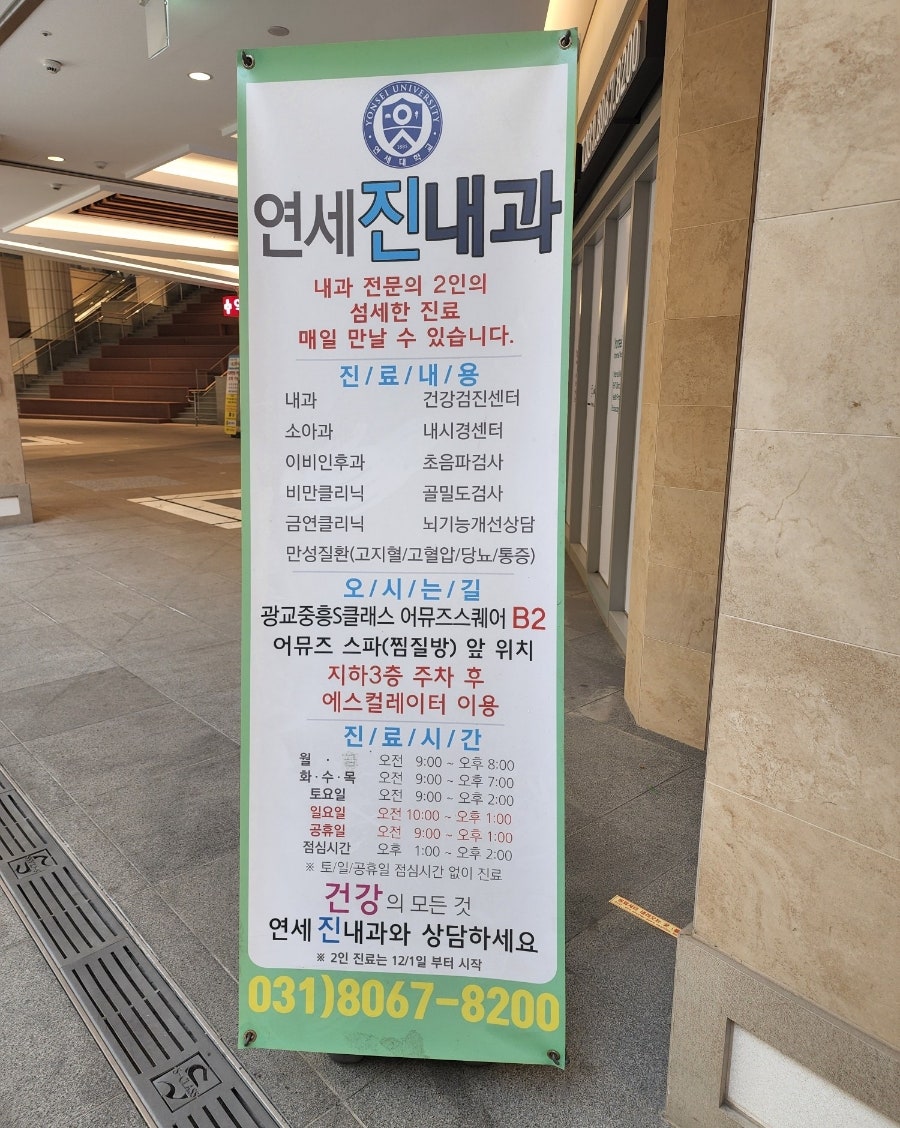 YONSEI UNIVERSITY
연세대학교
연세진내과
내과 전문의 2인의
섬세한 진료
매일 만날 수 있습니다.
진/료/내/용
내과 건강검진센터
소아과 내시경센터
이비인후과 초음파검사
비만클리닉 골밀도검사
금연클리닉 뇌기능개선상담
만성질환(고지혈/고혈압/당뇨/통증)
오/시/는/길
광교중흥S클래스 어뮤즈스퀘어 B2
어뮤즈 스파(찜질방) 앞 위치
지하3층 주차 후
에스컬레이터 이용
진/료/시/간
월 · 오전 9:00 ~ 오후 8:00
화·수·목 오전 9:00 ~ 오후 7:00
토요일 오전 9:00 ~ 오후 2:00
일요일 오전 10:00 ~ 오후 1:00
공휴일 오전 9:00 ~ 오후 1:00
점심시간 오후 1:00 ~ 오후 2:00
※ 토/일/공휴일 점심시간 없이 진료
건강의 모든 것
연세 진내과와 상담하세요
※ 2인 진료는 12/1일 부터 시작
031)8067-8200